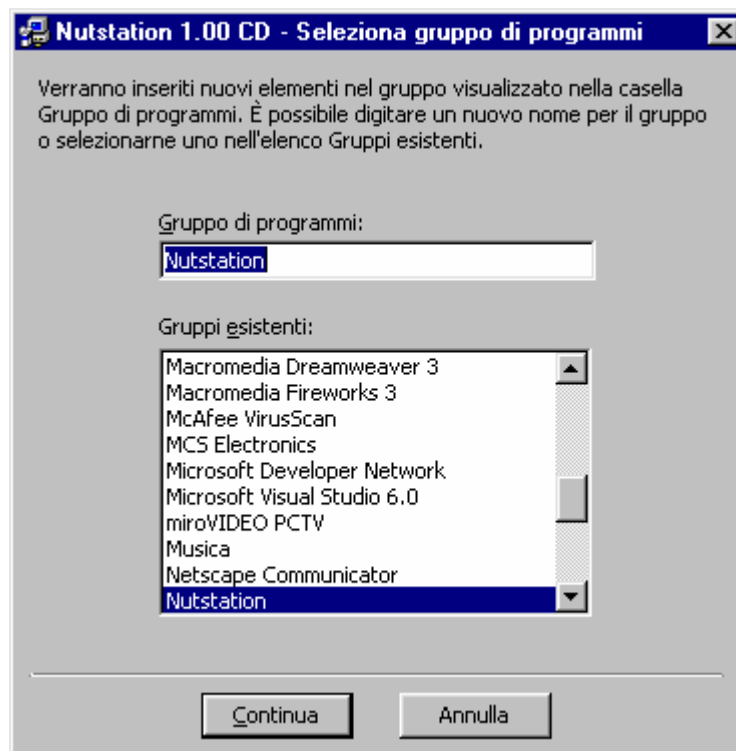 Nutstation 1.00 CD - Seleziona gruppo di programmi
Verranno inseriti nuovi elementi nel gruppo visualizzato nella casella
Gruppo di programmi. È possibile digitare un nuovo nome per il gruppo
o selezionarne uno nell'elenco Gruppi esistenti.
Gruppo di programmi:
Nutstation
Gruppi esistenti:
Macromedia Dreamweaver 3
Macromedia Fireworks 3
McAfee VirusScan
MCS Electronics
Microsoft Developer Network
Microsoft Visual Studio 6.0
miroVIDEO PCTV
Musica
Netscape Communicator
Nutstation
Continua
Annulla